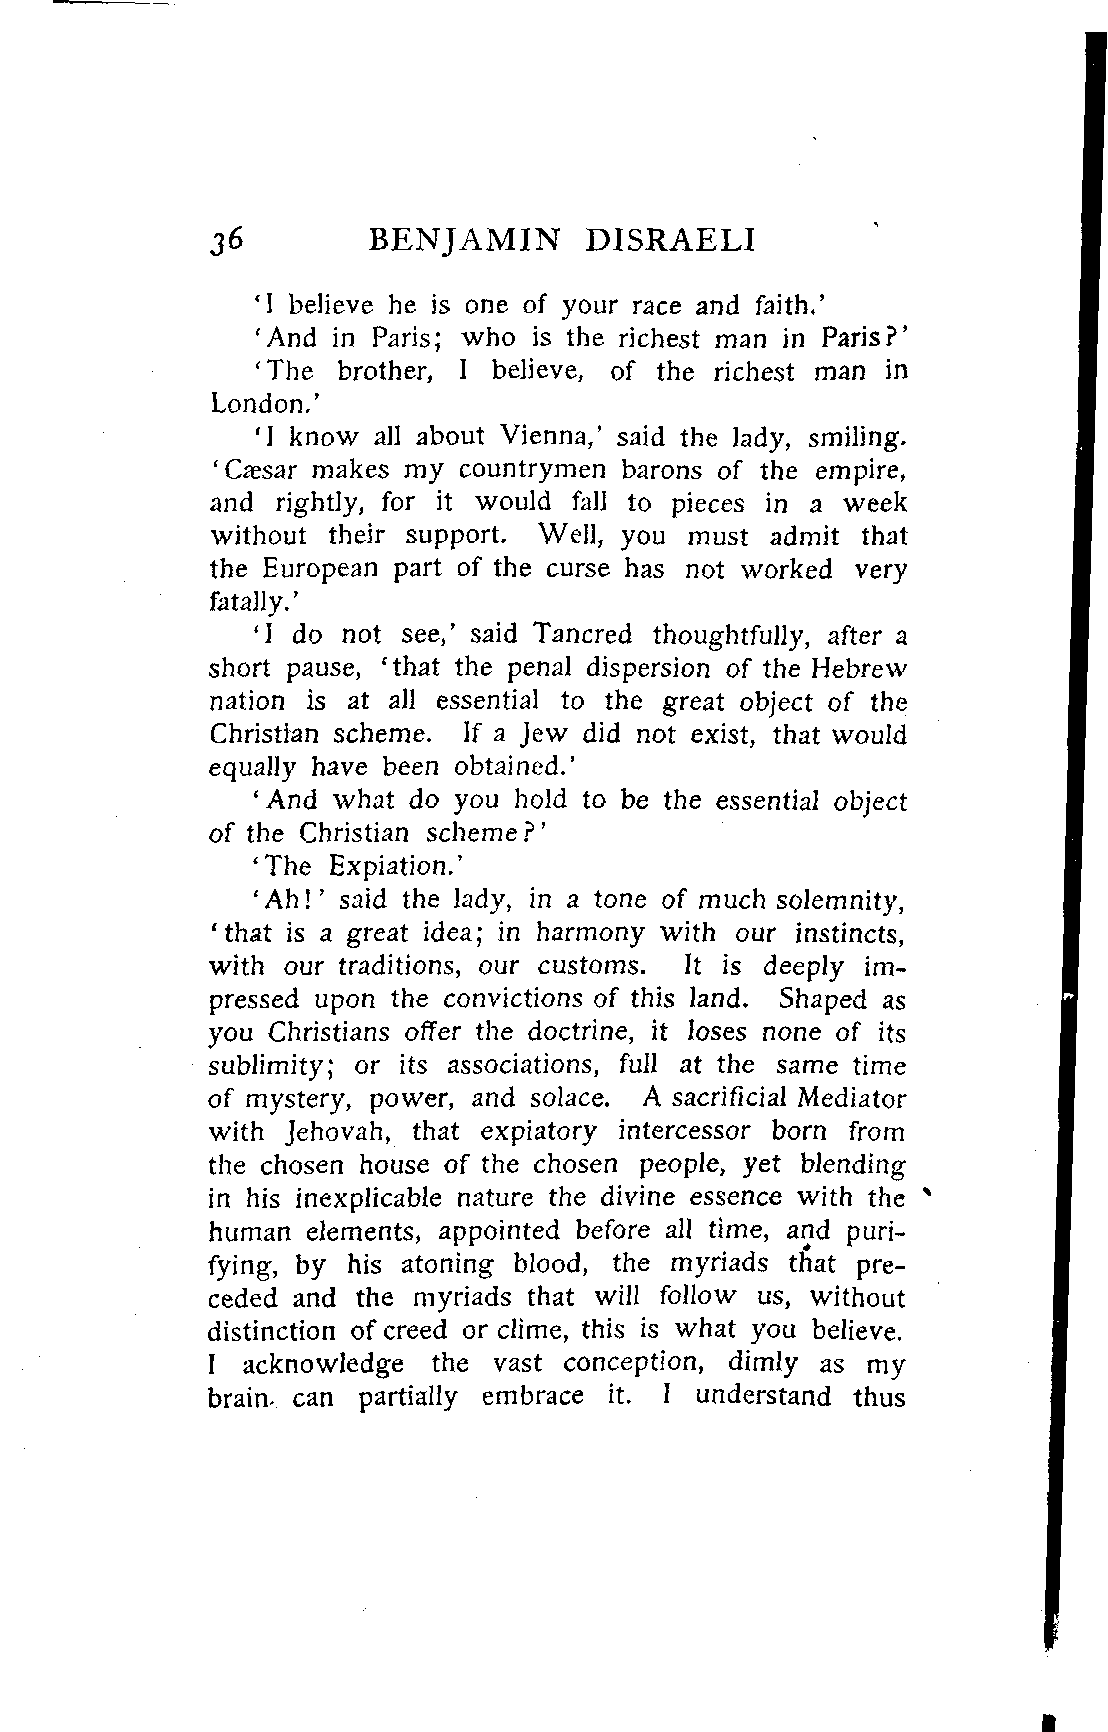 36 BENJAMIN DISRAELI
‘I believe he is one of your race and faith.’
‘And in Paris; who is the richest man in Paris?’
‘The brother, I believe, of the richest man in
London.’
‘I know all about Vienna,’ said the lady, smiling.
‘Cæsar makes my countrymen barons of the empire,
and rightly, for it would fall to pieces in a week
without their support. Well, you must admit that
the European part of the curse has not worked very
fatally.’
‘I do not see,’ said Tancred thoughtfully, after a
short pause, ‘that the penal dispersion of the Hebrew
nation is at all essential to the great object of the
Christian scheme. If a Jew did not exist, that would
equally have been obtained.’
‘And what do you hold to be the essential object
of the Christian scheme?’
‘The Expiation.’
‘Ah!’ said the lady, in a tone of much solemnity,
‘that is a great idea; in harmony with our instincts,
with our traditions, our customs. It is deeply im-
pressed upon the convictions of this land. Shaped as
you Christians offer the doctrine, it loses none of its
sublimity; or its associations, full at the same time
of mystery, power, and solace. A sacrificial Mediator
with Jehovah, that expiatory intercessor born from
the chosen house of the chosen people, yet blending
in his inexplicable nature the divine essence with the
human elements, appointed before all time, and puri-
fying, by his atoning blood, the myriads that pre-
ceded and the myriads that will follow us, without
distinction of creed or clime, this is what you believe.
I acknowledge the vast conception, dimly as my
brain can partially embrace it. I understand thus